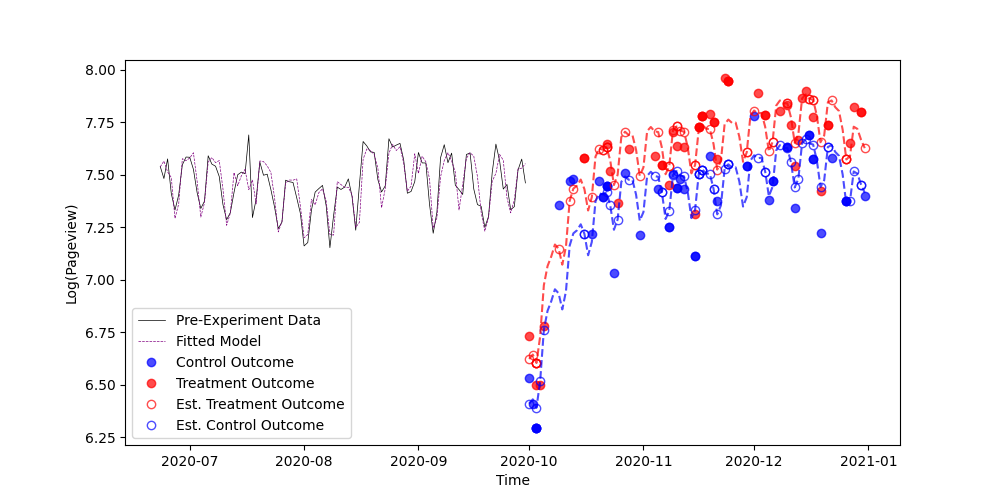 8.00
7.75
7.50
7.25
7.00
6.75
6.50
6.25
Log(Pageview)
Pre-Experiment Data
Fitted Model
Control Outcome
Treatment Outcome
Est. Treatment Outcome
Est. Control Outcome
2020-07 2020-08 2020-09 2020-10 2020-11 2020-12 2021-01
Time